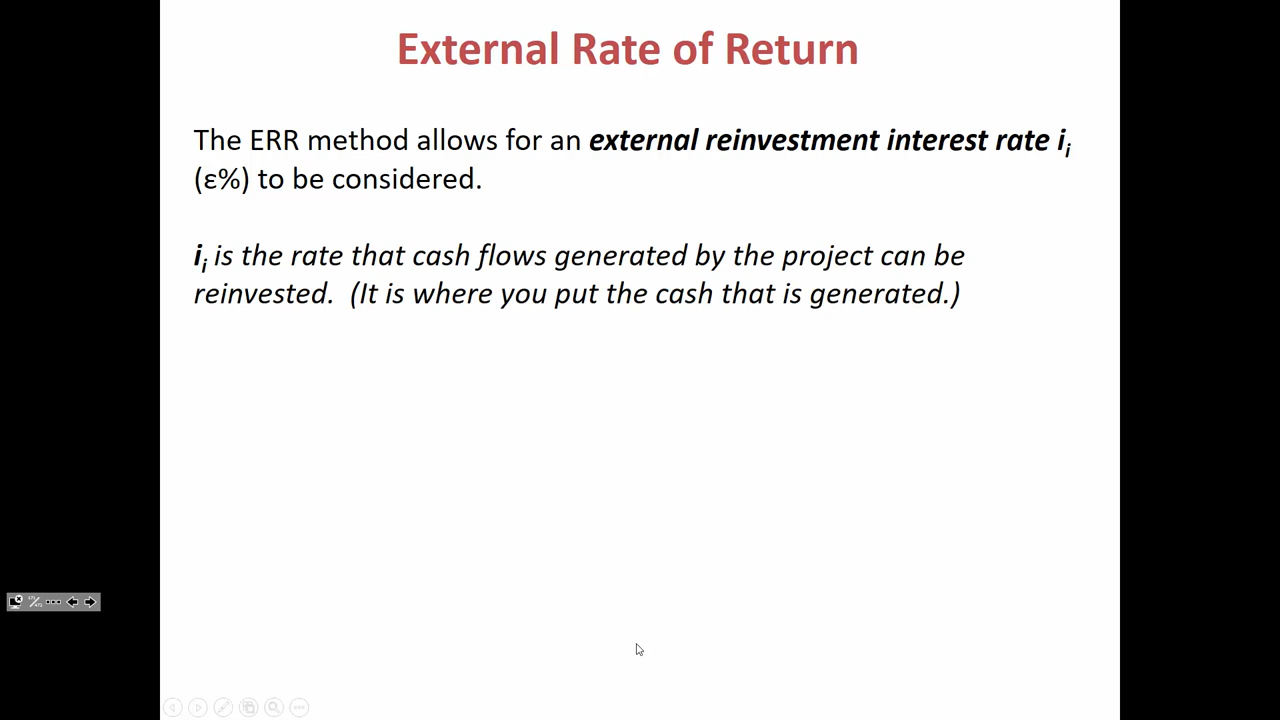 External Rate of Return
The ERR method allows for an external reinvestment interest rate iᵢ
(ε%) to be considered.
iᵢ is the rate that cash flows generated by the project can be
reinvested. (It is where you put the cash that is generated.)